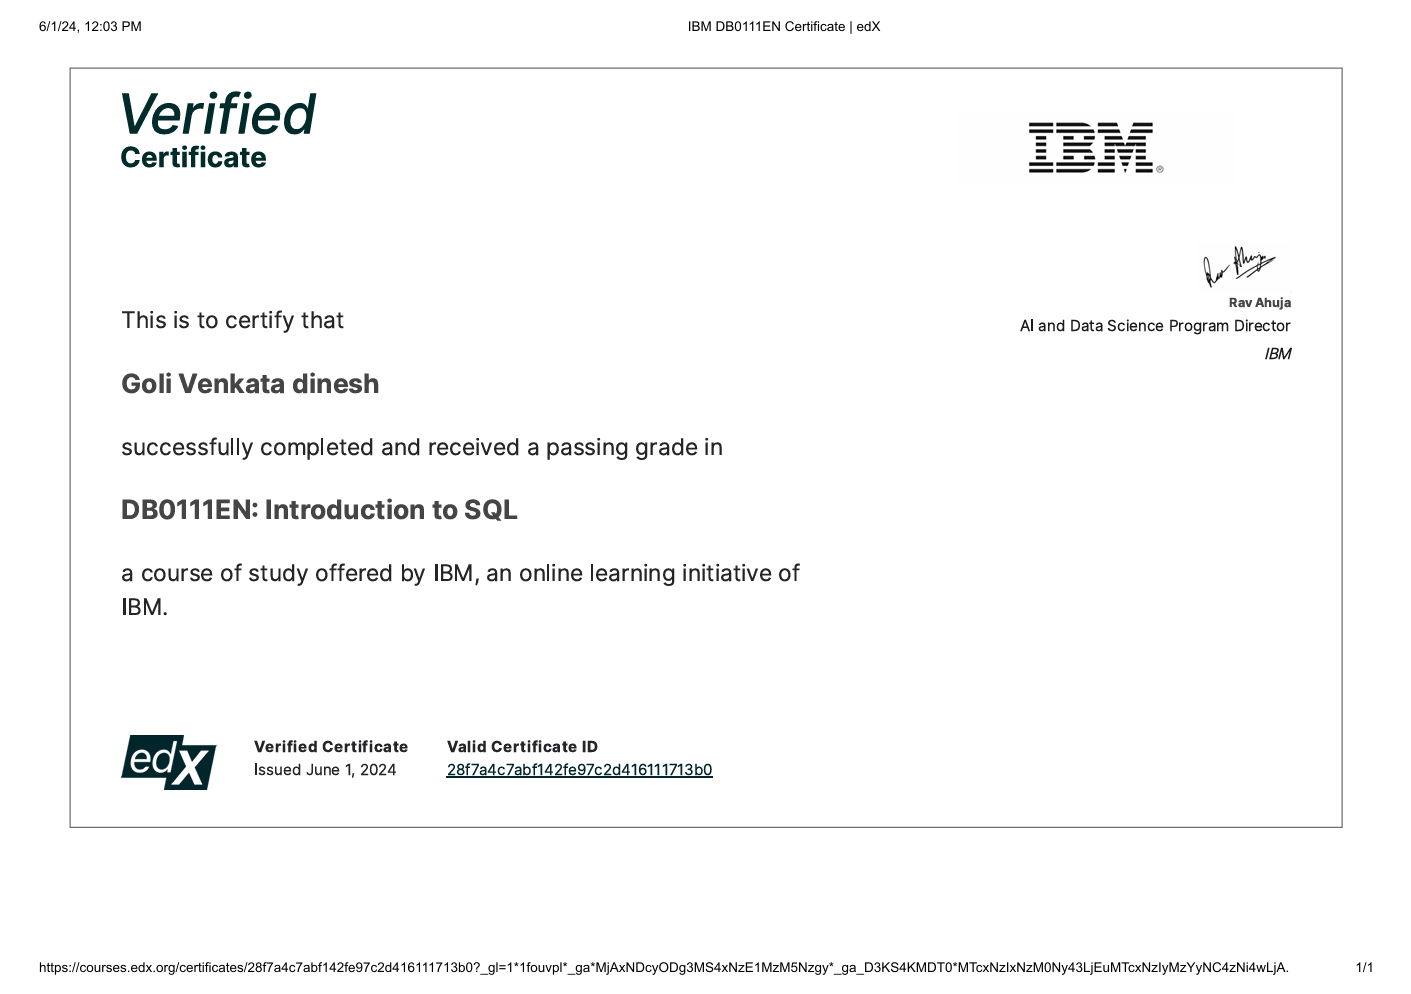 6/1/24, 12:03 PM
IBM DB0111EN Certificate | edX
Verified
Certificate
IBM®
Rav Ahuja
Rav Ahuja
AI and Data Science Program Director
IBM
This is to certify that
Goli Venkata dinesh
successfully completed and received a passing grade in
DB0111EN: Introduction to SQL
a course of study offered by IBM, an online learning initiative of
IBM.
edX
Verified Certificate
Issued June 1, 2024
Valid Certificate ID
28f7a4c7abf142fe97c2d416111713b0
https://courses.edx.org/certificates/28f7a4c7abf142fe97c2d416111713b0?_gl=1*1fouvpl*_ga*MjAxNDcyODg3MS4xNzE1MzM5Nzgy*_ga_D3KS4KMDT0*MTcxNzIxNzM0Ny43LjEuMTcxNzIyMzYyNC4zNi4wLjA.
1/1